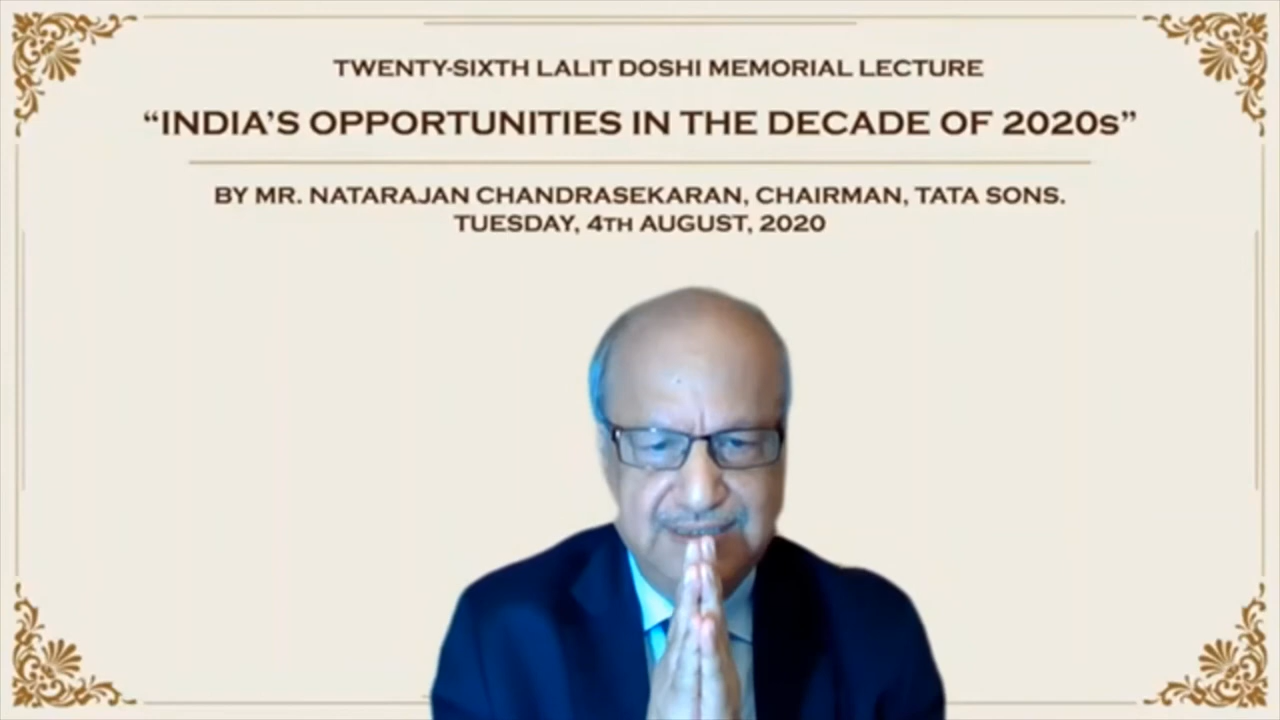 TWENTY-SIXTH LALIT DOSHI MEMORIAL LECTURE
“INDIA’S OPPORTUNITIES IN THE DECADE OF 2020s”
BY MR. NATARAJAN CHANDRASEKARAN, CHAIRMAN, TATA SONS.
TUESDAY, 4TH AUGUST, 2020